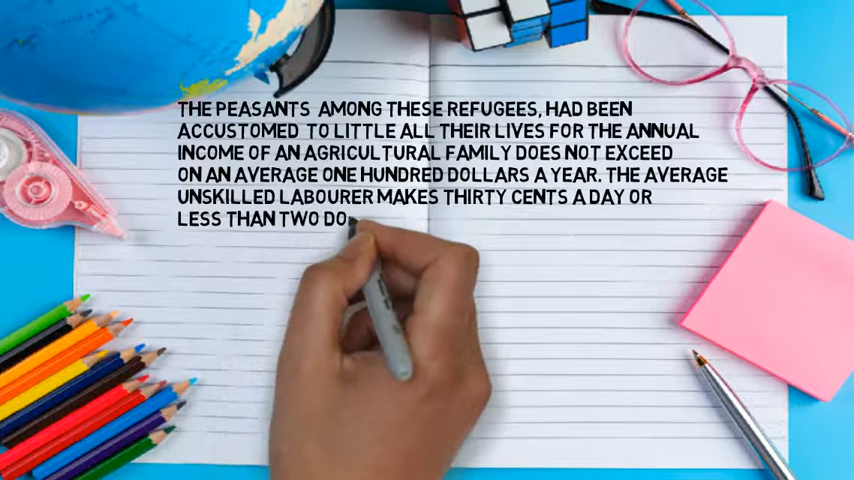 THE PEASANTS AMONG THESE REFUGEES, HAD BEEN
ACCUSTOMED TO LITTLE ALL THEIR LIVES FOR THE ANNUAL
INCOME OF AN AGRICULTURAL FAMILY DOES NOT EXCEED
ON AN AVERAGE ONE HUNDRED DOLLARS A YEAR. THE AVERAGE
UNSKILLED LABOURER MAKES THIRTY CENTS A DAY OR
LESS THAN TWO DO